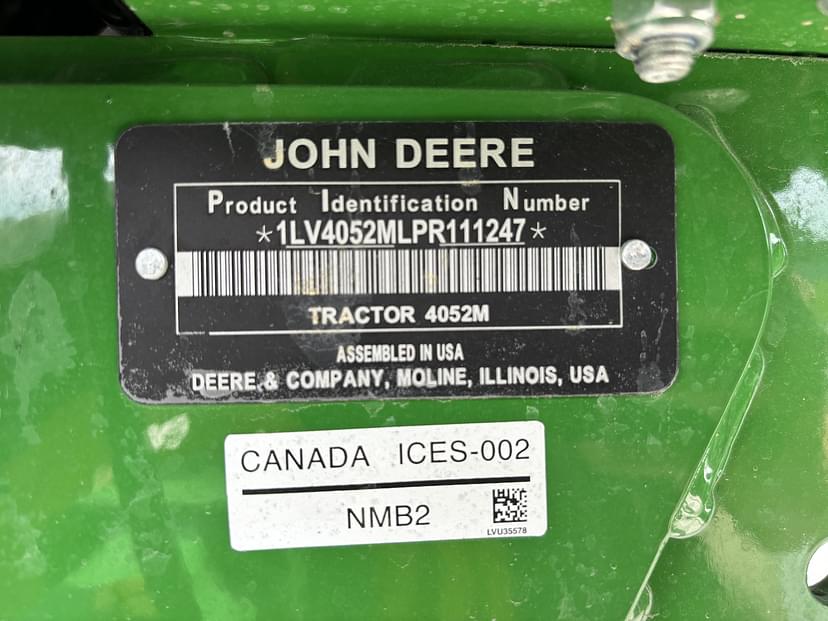 JOHN DEERE
Product Identification Number
*1LV4052MLPR111247*
TRACTOR 4052M
ASSEMBLED IN USA
DEERE & COMPANY, MOLINE, ILLINOIS, USA
CANADA ICES-002
NMB2
LVU35578